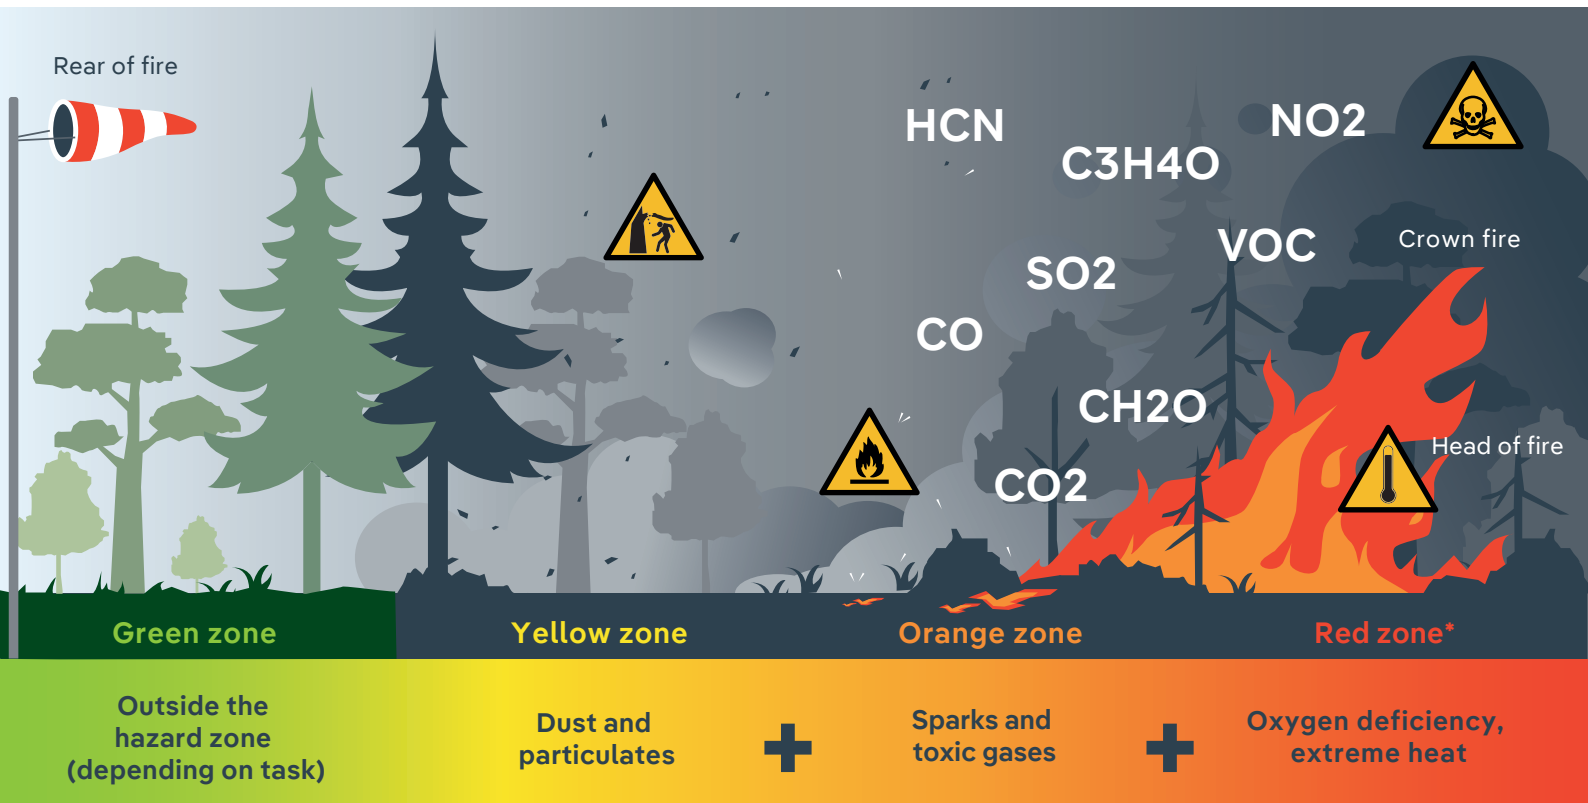 Rear of fire
HCN
NO2
C3H4O
VOC
Crown fire
SO2
CO
CH2O
Head of fire
CO2
Green zone
Yellow zone
Orange zone
Red zone*
Outside the
hazard zone
(depending on task)
Dust and
particulates
+
Sparks and
toxic gases
+
Oxygen deficiency,
extreme heat